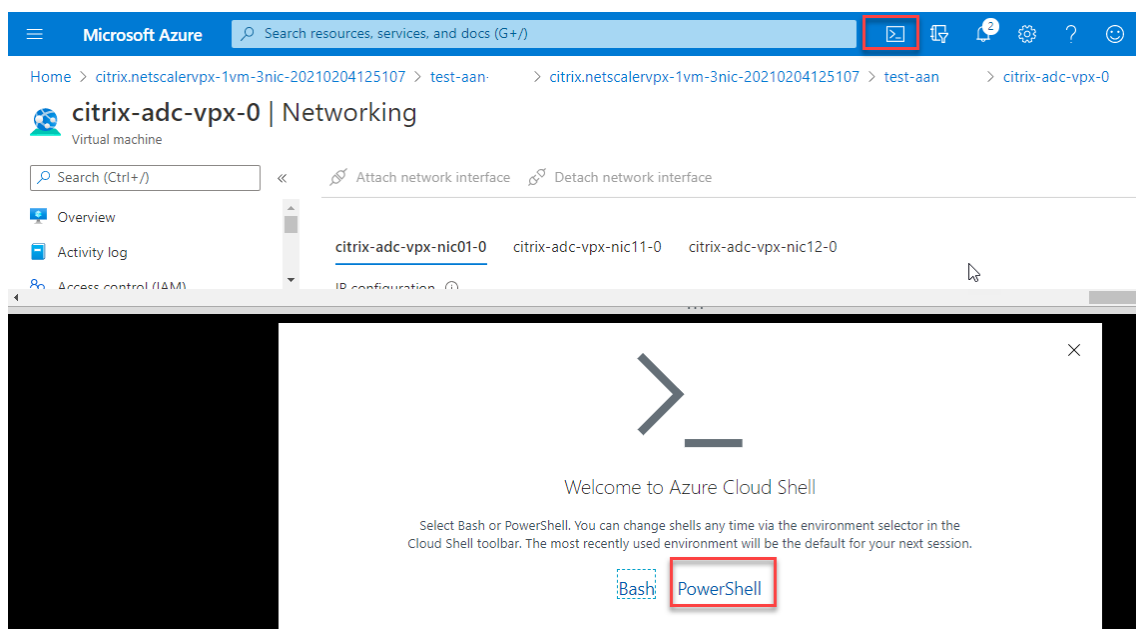 Microsoft Azure
Search resources, services, and docs (G+/)
2
Home > citrix.netscalervpx-1vm-3nic-20210204125107 > test-aan > citrix.netscalervpx-1vm-3nic-20210204125107 > test-aan > citrix-adc-vpx-0
citrix-adc-vpx-0 | Networking
Virtual machine
Search (Ctrl+/)
«
Attach network interface
Detach network interface
Overview
Activity log
Access control (IAM)
citrix-adc-vpx-nic01-0
citrix-adc-vpx-nic11-0
citrix-adc-vpx-nic12-0
IP configuration
Welcome to Azure Cloud Shell
Select Bash or PowerShell. You can change shells any time via the environment selector in the
Cloud Shell toolbar. The most recently used environment will be the default for your next session.
Bash
PowerShell